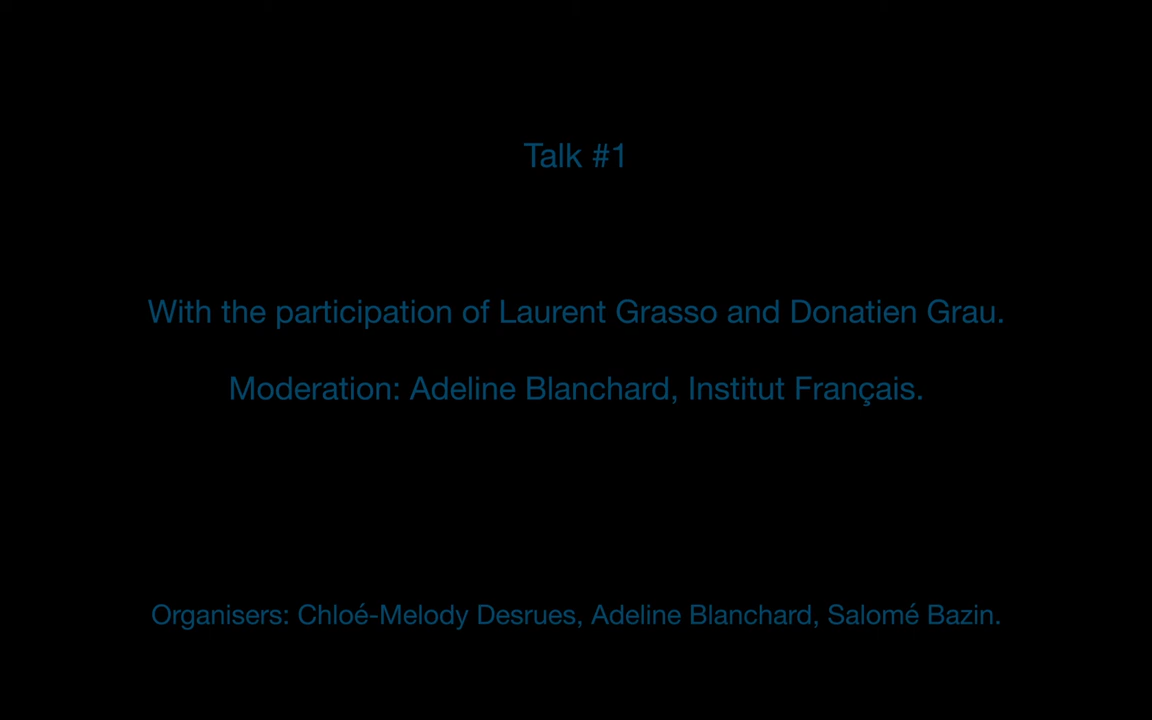 Talk #1
With the participation of Laurent Grasso and Donatien Grau.
Moderation: Adeline Blanchard, Institut Français.
Organisers: Chloé-Melody Desrues, Adeline Blanchard, Salomé Bazin.